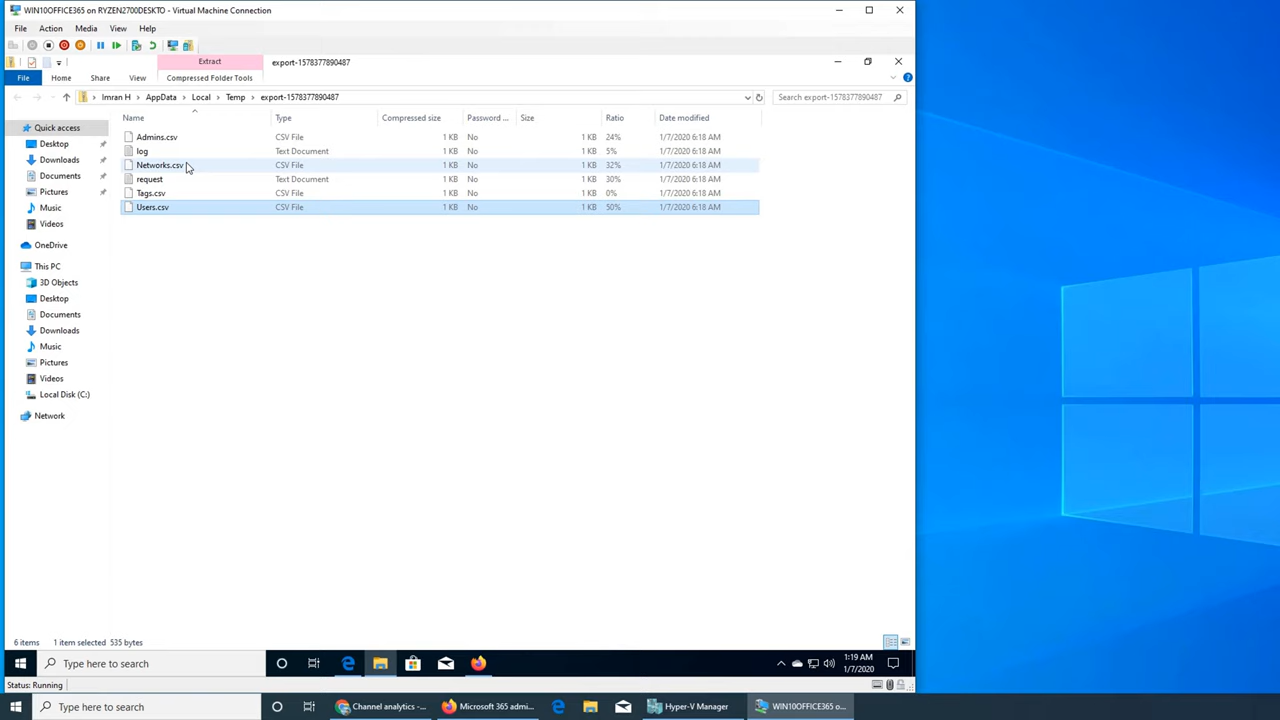 WIN10OFFICE365 on RYZEN2700DESKTO - Virtual Machine Connection
File Action Media View Help
Extract export-1578377890487
File Home Share View Compressed Folder Tools
Imran H > AppData > Local > Temp > export-1578377890487 Search export-1578377890487
Name Type Compressed size Password ... Size Ratio Date modified
Quick access
Desktop
Downloads
Documents
Pictures
Music
Videos
OneDrive
This PC
3D Objects
Desktop
Documents
Downloads
Music
Pictures
Videos
Local Disk (C:)
Network
Admins.csv CSV File 1 KB No 1 KB 24% 1/7/2020 6:18 AM
log Text Document 1 KB No 1 KB 5% 1/7/2020 6:18 AM
Networks.csv CSV File 1 KB No 1 KB 32% 1/7/2020 6:18 AM
request Text Document 1 KB No 1 KB 30% 1/7/2020 6:18 AM
Tags.csv CSV File 1 KB No 1 KB 0% 1/7/2020 6:18 AM
Users.csv CSV File 1 KB No 1 KB 50% 1/7/2020 6:18 AM
6 items 1 item selected 535 bytes
Type here to search 1:19 AM
1/7/2020
Status: Running
Type here to search Channel analytics -... Microsoft 365 admi... Hyper-V Manager WIN10OFFICE365 o...